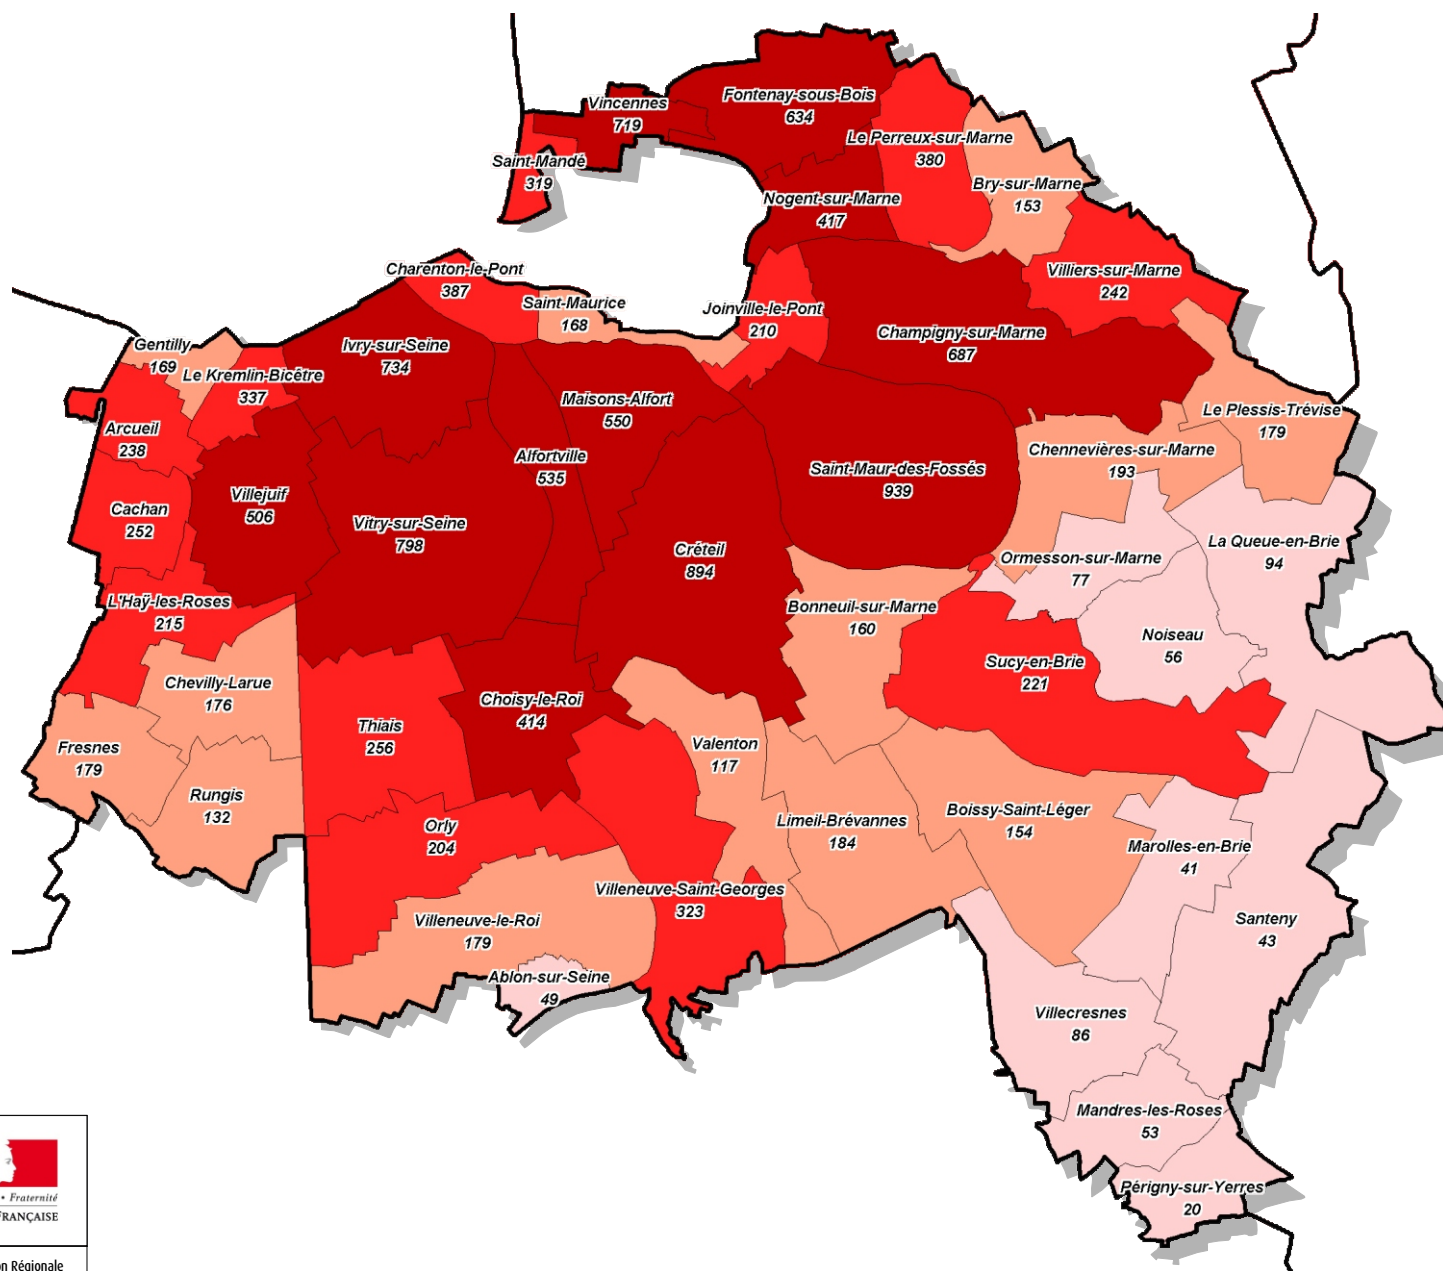 Fontenay-sous-Bois
634
Vincennes
719
Le Perreux-sur-Marne
380
Saint-Mandé
319
Bry-sur-Marne
153
Nogent-sur-Marne
417
Charenton-le-Pont
387
Villiers-sur-Marne
242
Saint-Maurice
168
Joinville-le-Pont
210
Champigny-sur-Marne
687
Gentilly
169
Ivry-sur-Seine
734
Le Kremlin-Bicêtre
337
Maisons-Alfort
550
Le Plessis-Trévise
179
Arcueil
238
Alfortville
535
Chennevières-sur-Marne
193
Saint-Maur-des-Fossés
939
Villejuif
506
Cachan
252
Vitry-sur-Seine
798
Créteil
894
La Queue-en-Brie
94
Ormesson-sur-Marne
77
L'Haÿ-les-Roses
215
Bonneuil-sur-Marne
160
Noiseau
56
Sucy-en-Brie
221
Chevilly-Larue
176
Choisy-le-Roi
414
Thiais
256
Fresnes
179
Valenton
117
Rungis
132
Orly
204
Limeil-Brévannes
184
Boissy-Saint-Léger
154
Marolles-en-Brie
41
Villeneuve-Saint-Georges
323
Villeneuve-le-Roi
179
Santeny
43
Ablon-sur-Seine
49
Villecresnes
86
Mandres-les-Roses
53
Périgny-sur-Yerres
20
• Fraternité
FRANÇAISE
on Régionale